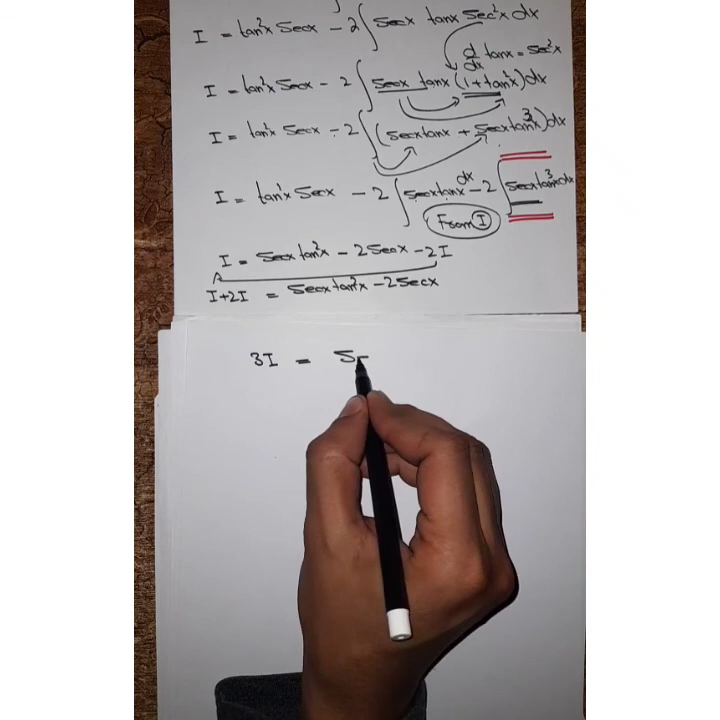 I = tan²x Secx - 2 ∫ Secx tanx Sec²x dx
d/dx tanx = Sec²x
I = tan²x Secx - 2 ∫ Secx tanx (1 + tan²x) dx
I = tan²x Secx - 2 ∫ (Secx tanx + Secx tan³x) dx
I = tan²x Secx - 2 ∫ Secx tanx dx - 2 ∫ Secx tan³x dx
From I
I = Secx tan²x - 2 Secx - 2I
I+2I = Secx tan²x - 2 Secx
3I = S